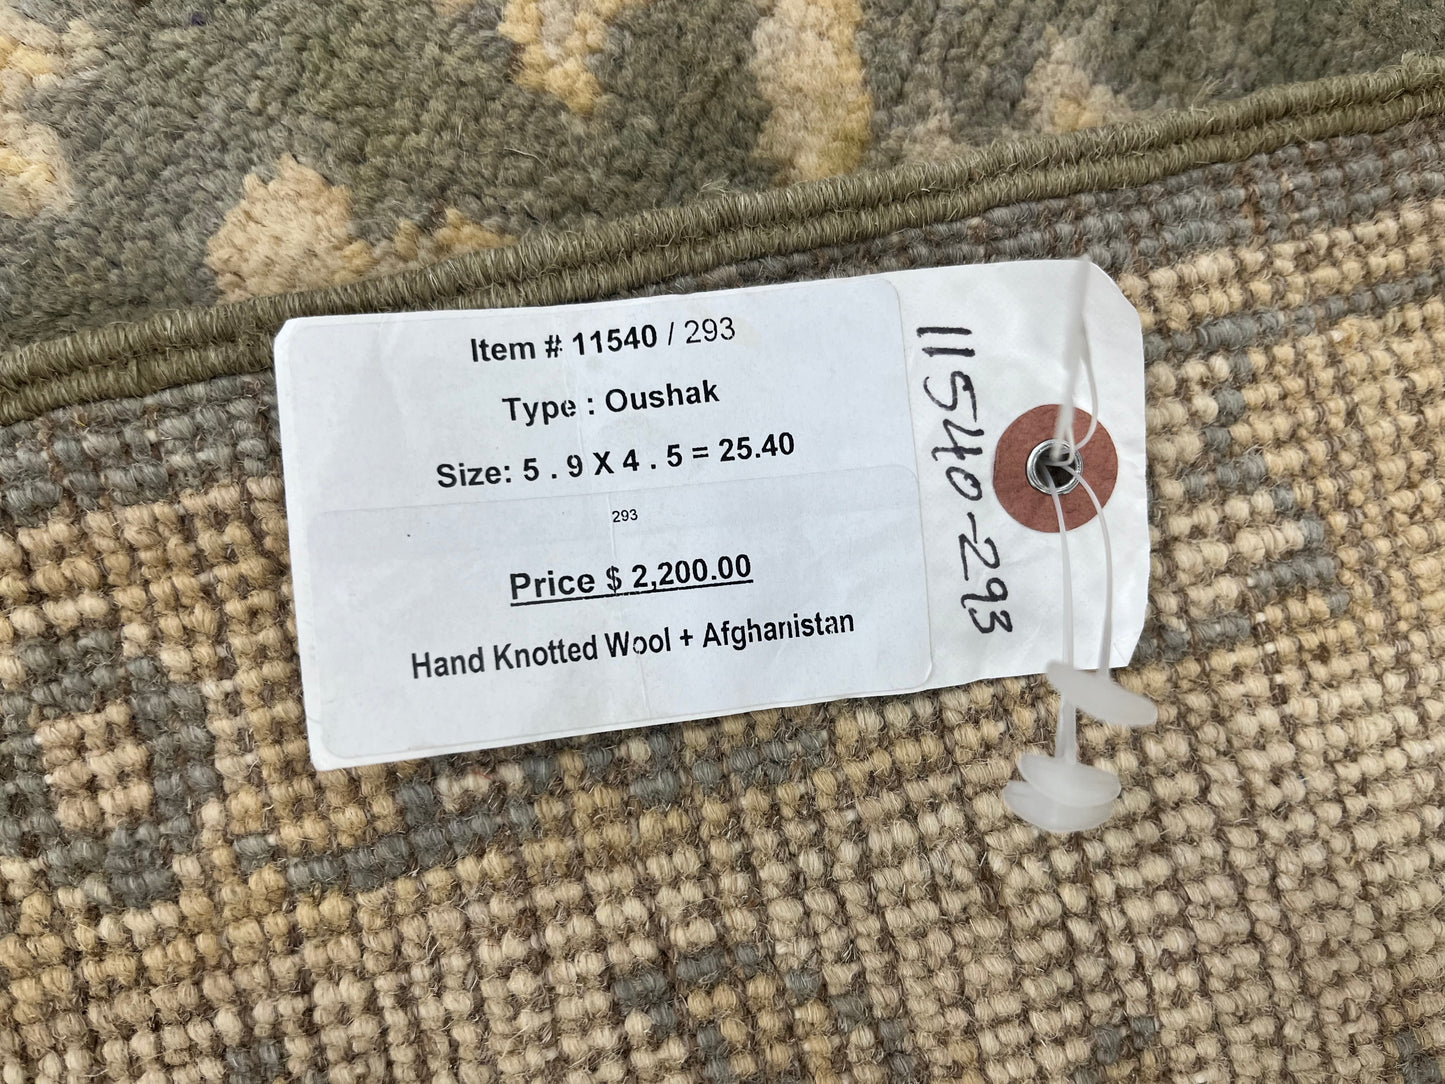 Item # 11540 / 293
Type : Oushak
Size: 5 . 9 X 4 . 5 = 25.40
293
Price $ 2,200.00
Hand Knotted Wool + Afghanistan
11540-293